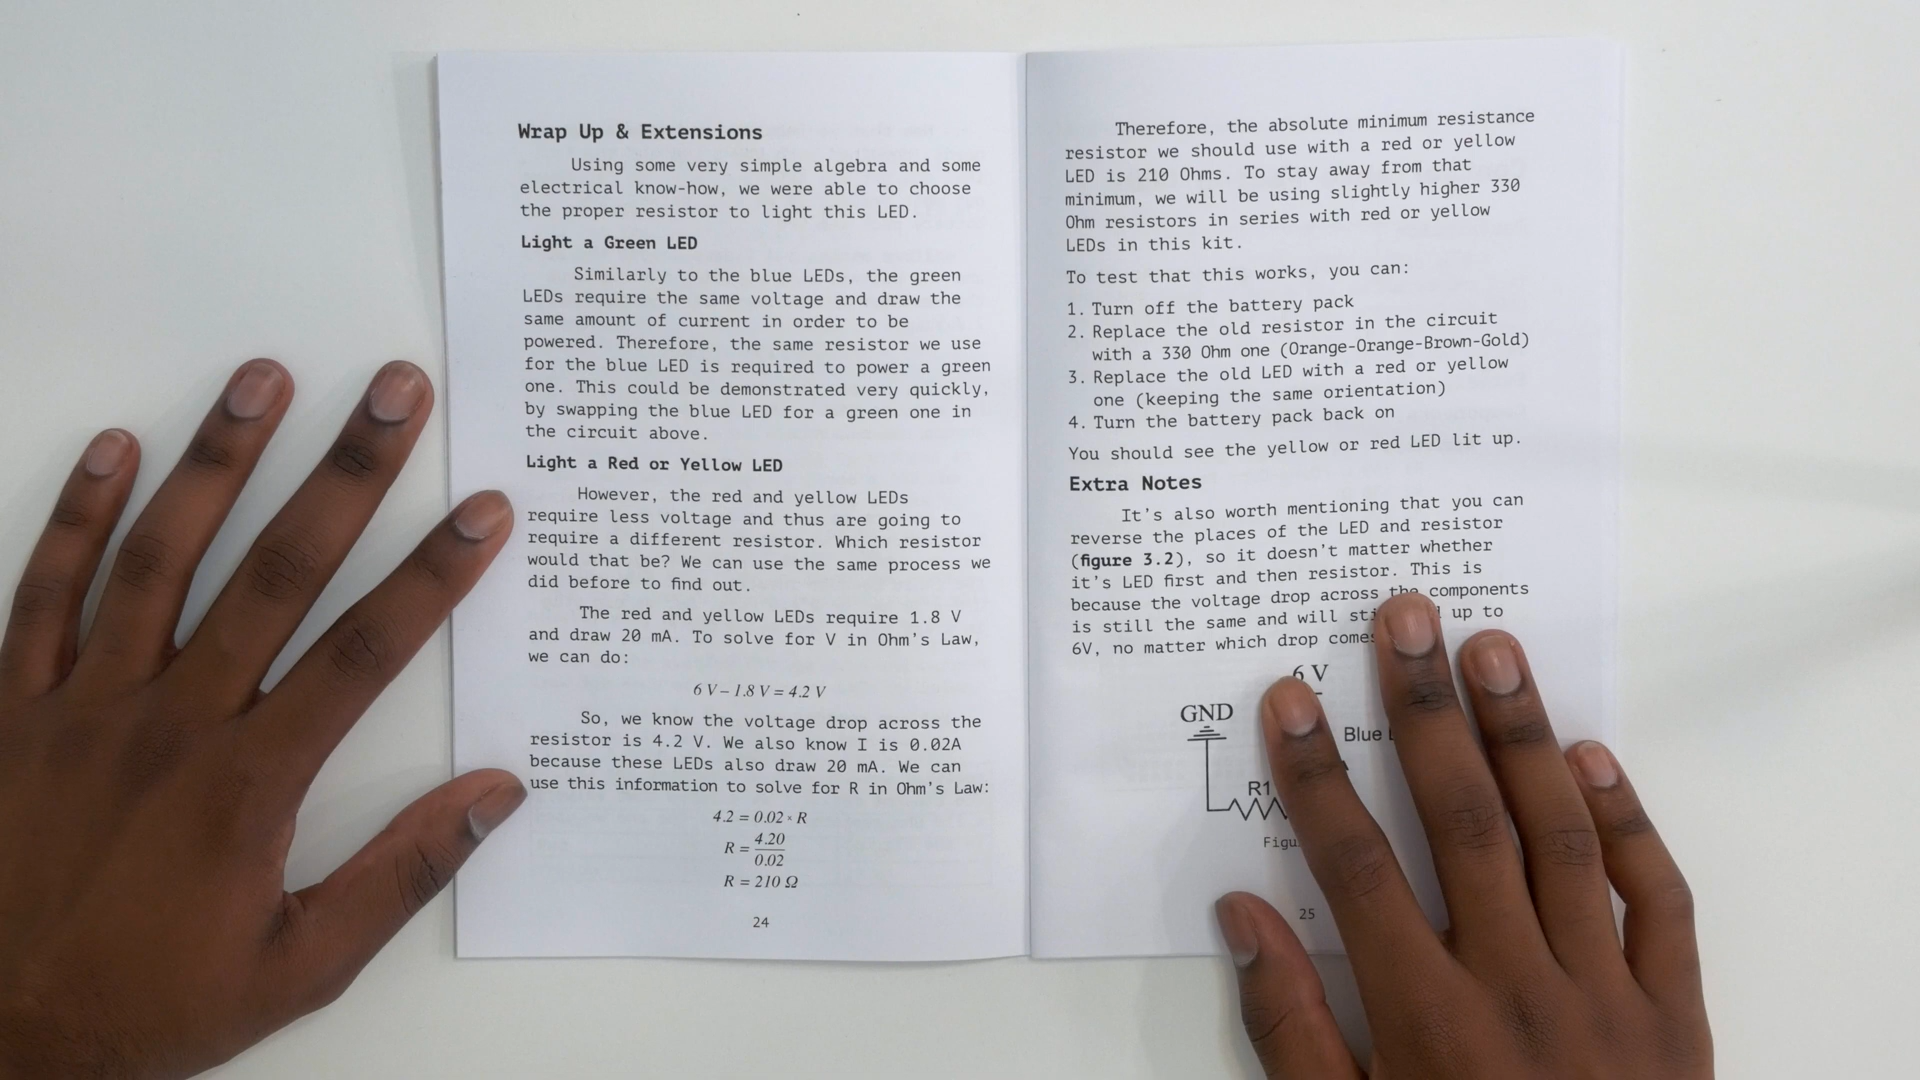 Wrap Up & Extensions
Using some very simple algebra and some
electrical know-how, we were able to choose
the proper resistor to light this LED.
Light a Green LED
Similarly to the blue LEDs, the green
LEDs require the same voltage and draw the
same amount of current in order to be
powered. Therefore, the same resistor we use
for the blue LED is required to power a green
one. This could be demonstrated very quickly,
by swapping the blue LED for a green one in
the circuit above.
Light a Red or Yellow LED
However, the red and yellow LEDs
require less voltage and thus are going to
require a different resistor. Which resistor
would that be? We can use the same process we
did before to find out.
The red and yellow LEDs require 1.8 V
and draw 20 mA. To solve for V in Ohm's Law,
we can do:
6 V – 1.8 V = 4.2 V
So, we know the voltage drop across the
resistor is 4.2 V. We also know I is 0.02A
because these LEDs also draw 20 mA. We can
use this information to solve for R in Ohm's Law:
4.2 = 0.02 × R
R = 4.20
0.02
R = 210 Ω
24
Therefore, the absolute minimum resistance
resistor we should use with a red or yellow
LED is 210 Ohms. To stay away from that
minimum, we will be using slightly higher 330
Ohm resistors in series with red or yellow
LEDs in this kit.
To test that this works, you can:
1. Turn off the battery pack
2. Replace the old resistor in the circuit
with a 330 Ohm one (Orange-Orange-Brown-Gold)
3. Replace the old LED with a red or yellow
one (keeping the same orientation)
4. Turn the battery pack back on
You should see the yellow or red LED lit up.
Extra Notes
It's also worth mentioning that you can
reverse the places of the LED and resistor
(figure 3.2), so it doesn't matter whether
it's LED first and then resistor. This is
because the voltage drop across the components
is still the same and will up to
6V, no matter which drop
6 V
GND
Blue
R1
25